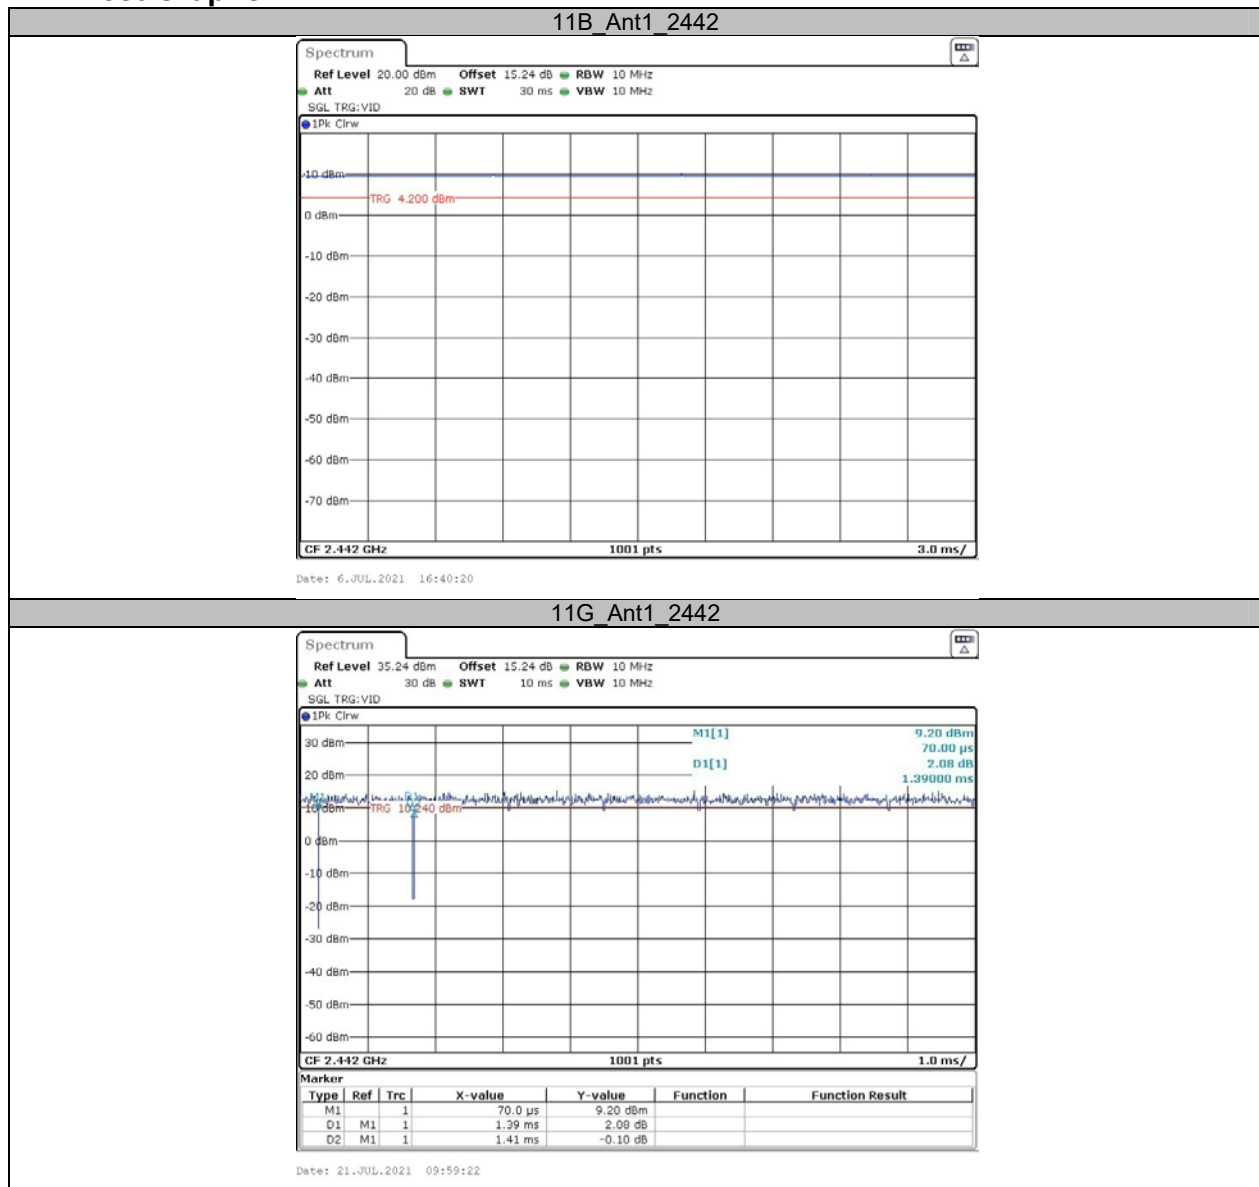 11B_Ant1_2442
Spectrum
Ref Level 20.00 dBm Offset 15.24 dB RBW 10 MHz
Att 20 dB SWT 30 ms VBW 10 MHz
SGL TRG:VID
1Pk Clrw
10 dBm
TRG 4.200 dBm
0 dBm
-10 dBm
-20 dBm
-30 dBm
-40 dBm
-50 dBm
-60 dBm
-70 dBm
CF 2.442 GHz 1001 pts 3.0 ms/
Date: 6.JUL.2021 16:40:20
11G_Ant1_2442
Spectrum
Ref Level 35.24 dBm Offset 15.24 dB RBW 10 MHz
Att 30 dB SWT 10 ms VBW 10 MHz
SGL TRG:VID
1Pk Clrw
M1[1] 9.20 dBm
30 dBm 70.00 µs
D1[1] 2.08 dB
20 dBm 1.39000 ms
M1 D1
10 dBm TRG 10.240 dBm
0 dBm
-10 dBm
-20 dBm
-30 dBm
-40 dBm
-50 dBm
-60 dBm
CF 2.442 GHz 1001 pts 1.0 ms/
Marker
Type Ref Trc X-value Y-value Function Function Result
M1 1 70.0 µs 9.20 dBm
D1 M1 1 1.39 ms 2.08 dB
D2 M1 1 1.41 ms -0.10 dB
Date: 21.JUL.2021 09:59:22